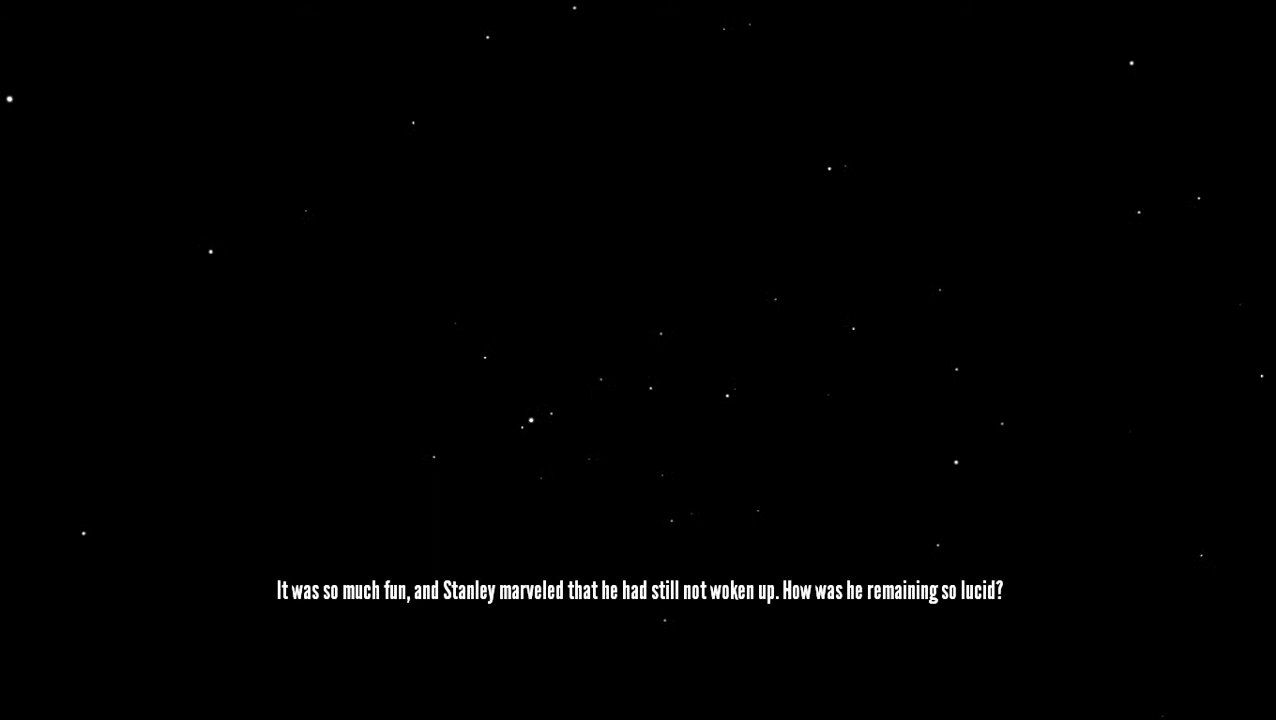 It was so much fun, and Stanley marveled that he had still not woken up. How was he remaining so lucid?